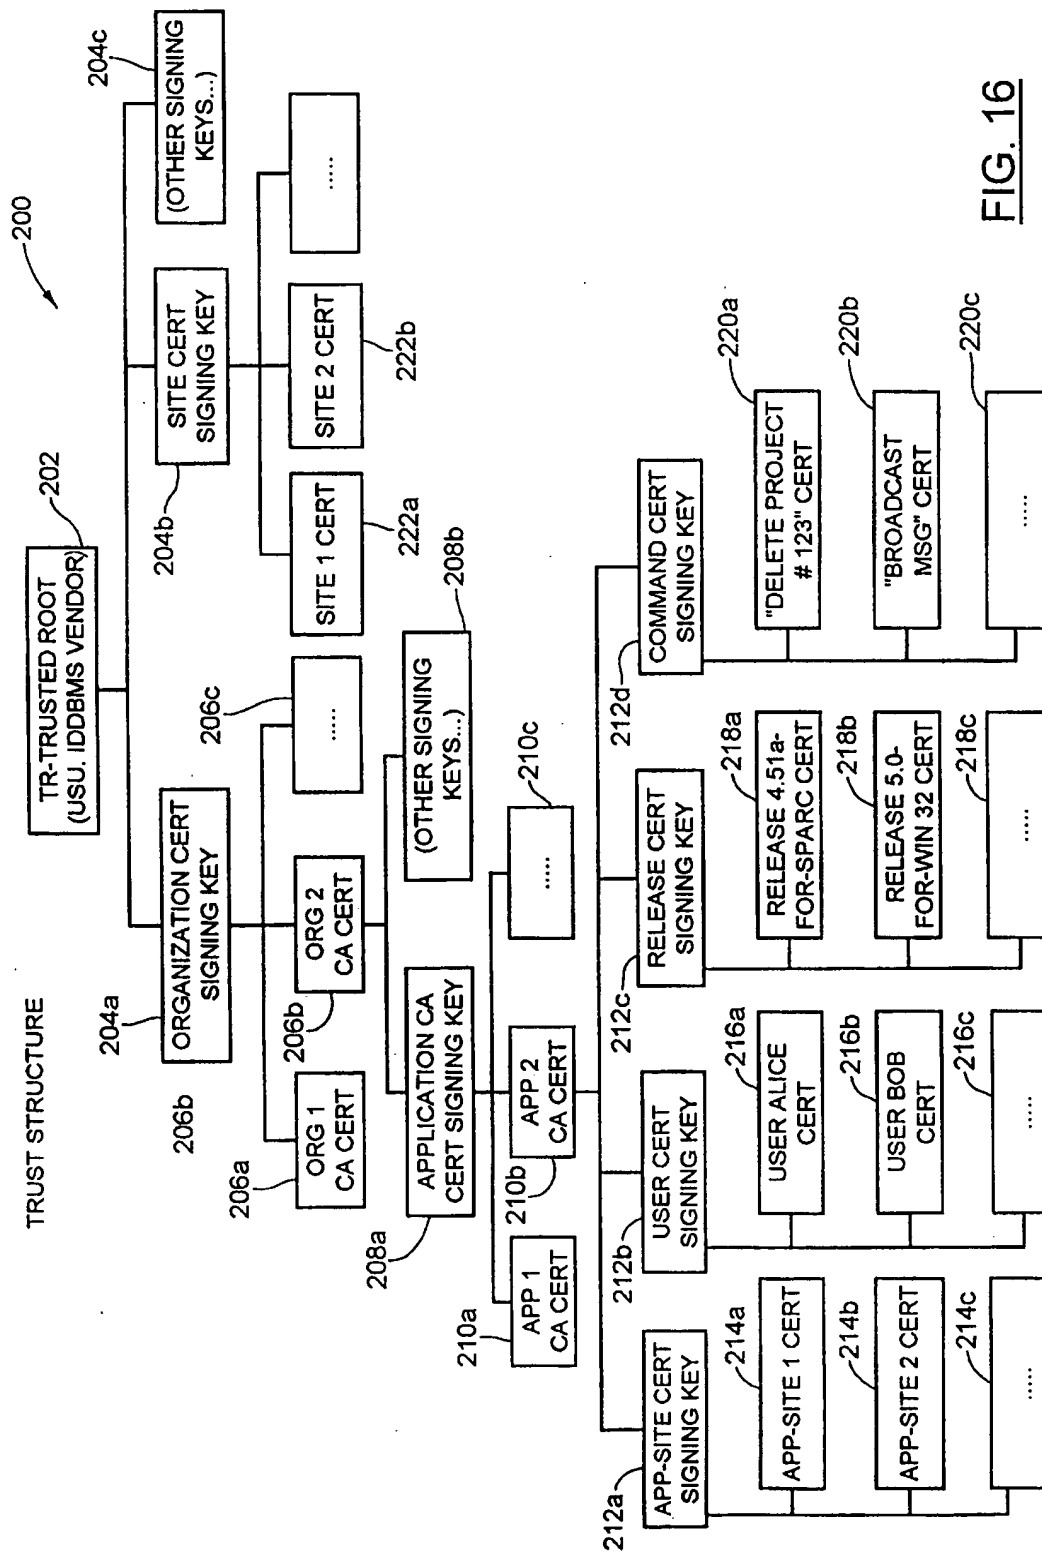 TRUST STRUCTURE
200
TR-TRUSTED ROOT
(USU. IDDBMS VENDOR)
202
204a
ORGANIZATION CERT
SIGNING KEY
204b
SITE CERT
SIGNING KEY
204c
(OTHER SIGNING
KEYS...)
206b
206a
ORG 1
CA CERT
206b
ORG 2
CA CERT
206c
.....
SITE 1 CERT
222a
SITE 2 CERT
222b
.....
208a
APPLICATION CA
CERT SIGNING KEY
208b
(OTHER SIGNING
KEYS...)
210a
APP 1
CA CERT
210b
APP 2
CA CERT
210c
.....
212a
APP-SITE CERT
SIGNING KEY
212b
USER CERT
SIGNING KEY
212c
RELEASE CERT
SIGNING KEY
212d
COMMAND CERT
SIGNING KEY
214a
APP-SITE 1 CERT
216a
USER ALICE
CERT
218a
RELEASE 4.51a-
FOR-SPARC CERT
220a
"DELETE PROJECT
# 123" CERT
214b
APP-SITE 2 CERT
216b
USER BOB
CERT
218b
RELEASE 5.0-
FOR-WIN 32 CERT
220b
"BROADCAST
MSG" CERT
214c
.....
216c
.....
218c
.....
220c
.....
FIG. 16